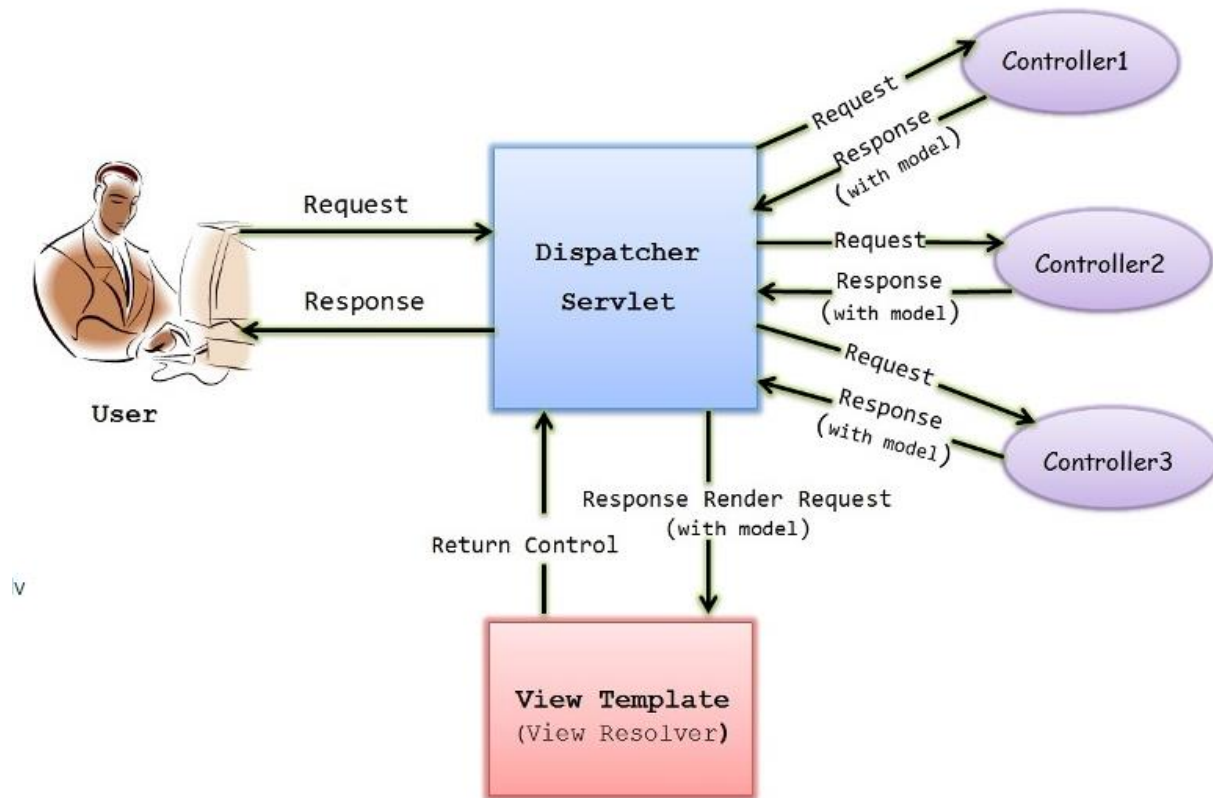 Controller1
Request
Response
(with model)
Request
Response
Dispatcher
Servlet
Request
Response
(with model)
Controller2
User
Request
Response
(with model)
Controller3
Response Render Request
(with model)
Return Control
v
View Template
(View Resolver)